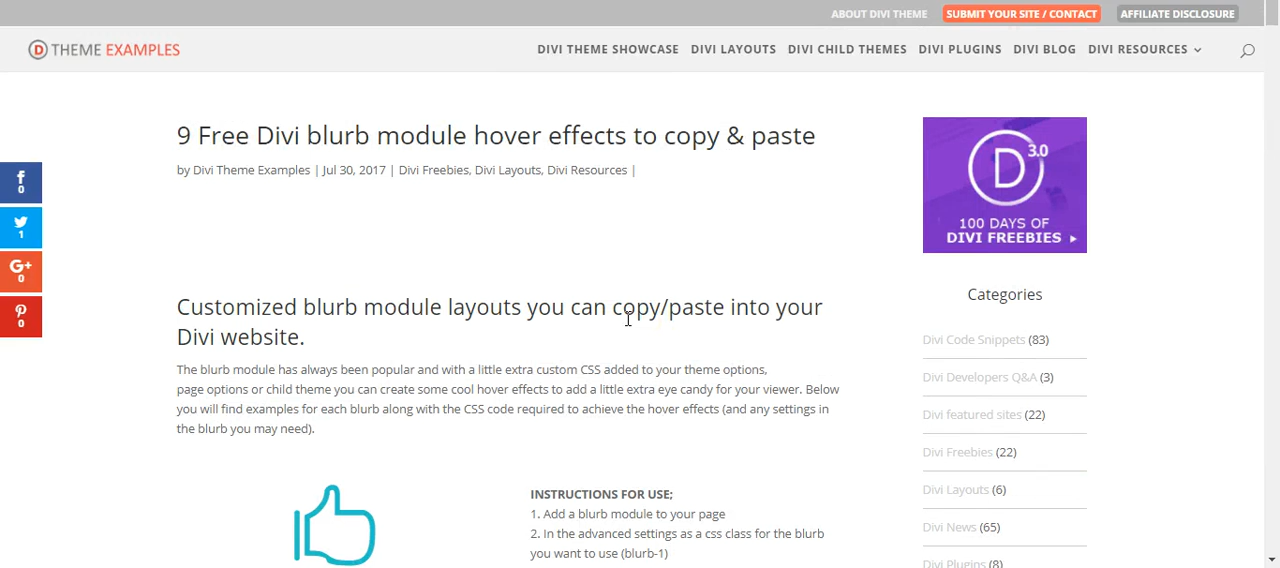 ABOUT DIVI THEME SUBMIT YOUR SITE / CONTACT AFFILIATE DISCLOSURE
D THEME EXAMPLES DIVI THEME SHOWCASE DIVI LAYOUTS DIVI CHILD THEMES DIVI PLUGINS DIVI BLOG DIVI RESOURCES
9 Free Divi blurb module hover effects to copy & paste
by Divi Theme Examples | Jul 30, 2017 | Divi Freebies, Divi Layouts, Divi Resources |
f
0
1
G+
0
0
Customized blurb module layouts you can copy/paste into your
Divi website.
The blurb module has always been popular and with a little extra custom CSS added to your theme options,
page options or child theme you can create some cool hover effects to add a little extra eye candy for your viewer. Below
you will find examples for each blurb along with the CSS code required to achieve the hover effects (and any settings in
the blurb you may need).
INSTRUCTIONS FOR USE;
1. Add a blurb module to your page
2. In the advanced settings as a css class for the blurb
you want to use (blurb-1)
D 3.0
100 DAYS OF
DIVI FREEBIES
Categories
Divi Code Snippets (83)
Divi Developers Q&A (3)
Divi featured sites (22)
Divi Freebies (22)
Divi Layouts (6)
Divi News (65)
Divi Plugins (8)